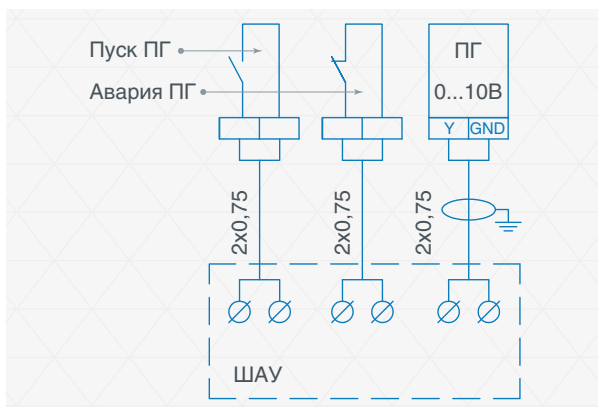 Пуск ПГ
Авария ПГ
ПГ
0...10В
Y GND
2x0,75
2x0,75
2x0,75
ШАУ